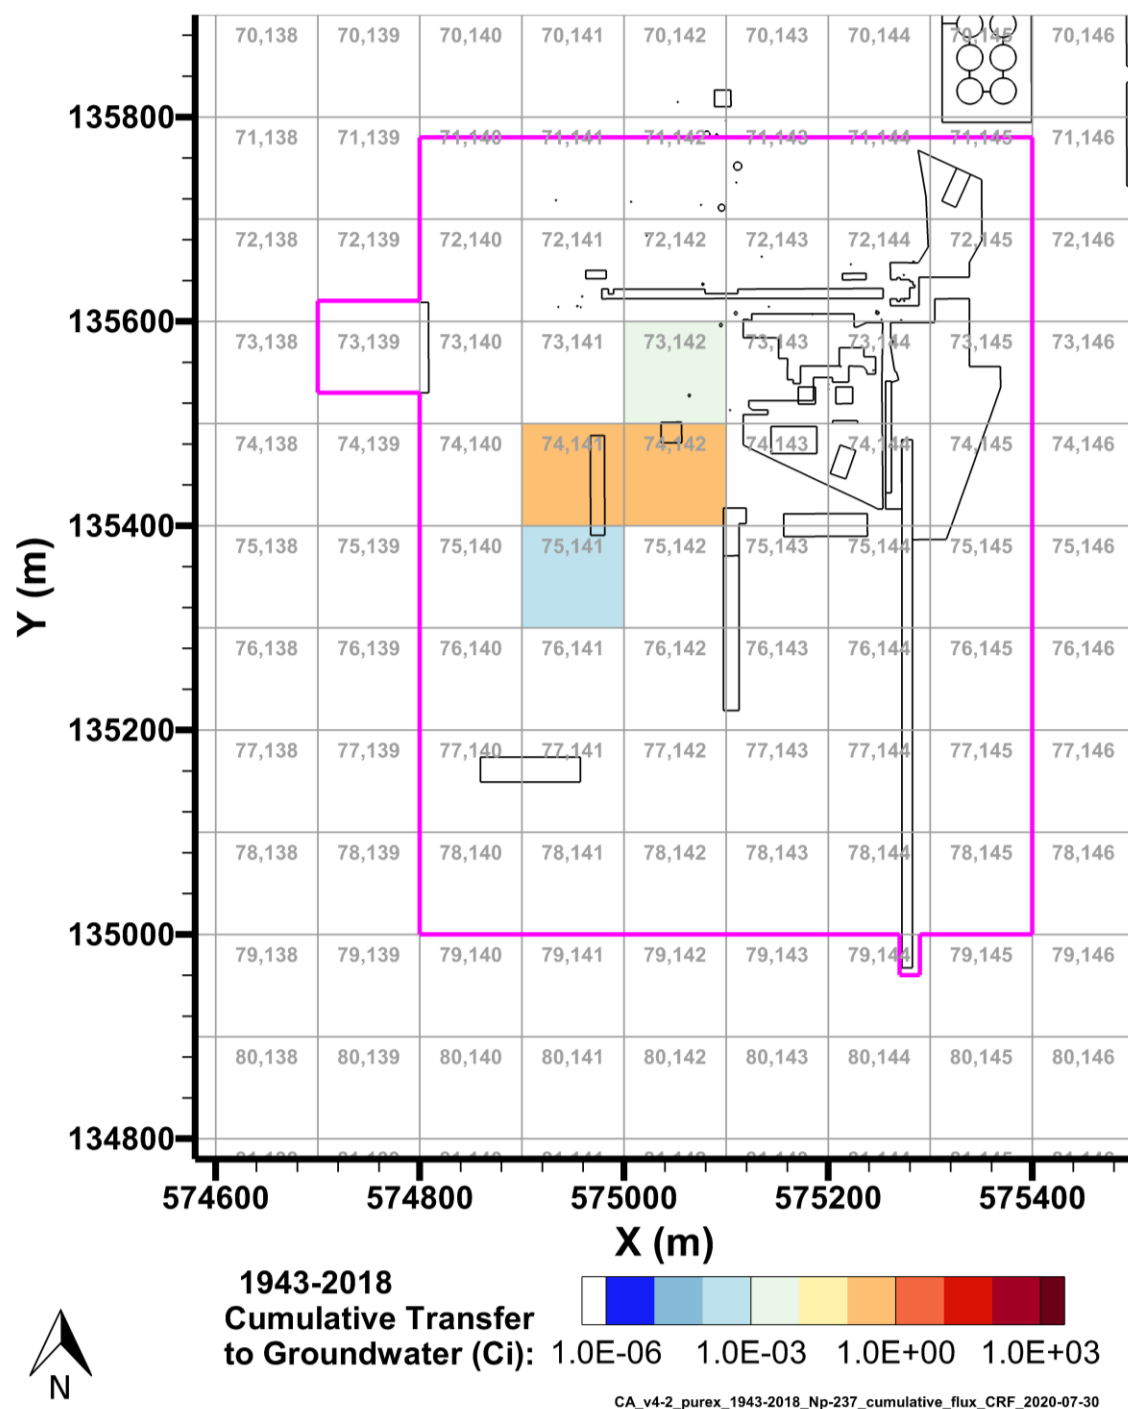 70,138 70,139 70,140 70,141 70,142 70,143 70,144 70,145 70,146
135800
71,138 71,139 71,140 71,141 71,142 71,143 71,144 71,145 71,146
72,138 72,139 72,140 72,141 72,142 72,143 72,144 72,145 72,146
135600
73,138 73,139 73,140 73,141 73,142 73,143 73,144 73,145 73,146
74,138 74,139 74,140 74,141 74,142 74,143 74,144 74,145 74,146
135400
75,138 75,139 75,140 75,141 75,142 75,143 75,144 75,145 75,146
Y (m)
76,138 76,139 76,140 76,141 76,142 76,143 76,144 76,145 76,146
135200
77,138 77,139 77,140 77,141 77,142 77,143 77,144 77,145 77,146
78,138 78,139 78,140 78,141 78,142 78,143 78,144 78,145 78,146
135000
79,138 79,139 79,140 79,141 79,142 79,143 79,144 79,145 79,146
80,138 80,139 80,140 80,141 80,142 80,143 80,144 80,145 80,146
134800
574600 574800 575000 575200 575400
X (m)
1943-2018
Cumulative Transfer
to Groundwater (Ci): 1.0E-06 1.0E-03 1.0E+00 1.0E+03
N
CA_v4-2_purex_1943-2018_Np-237_cumulative_flux_CRF_2020-07-30